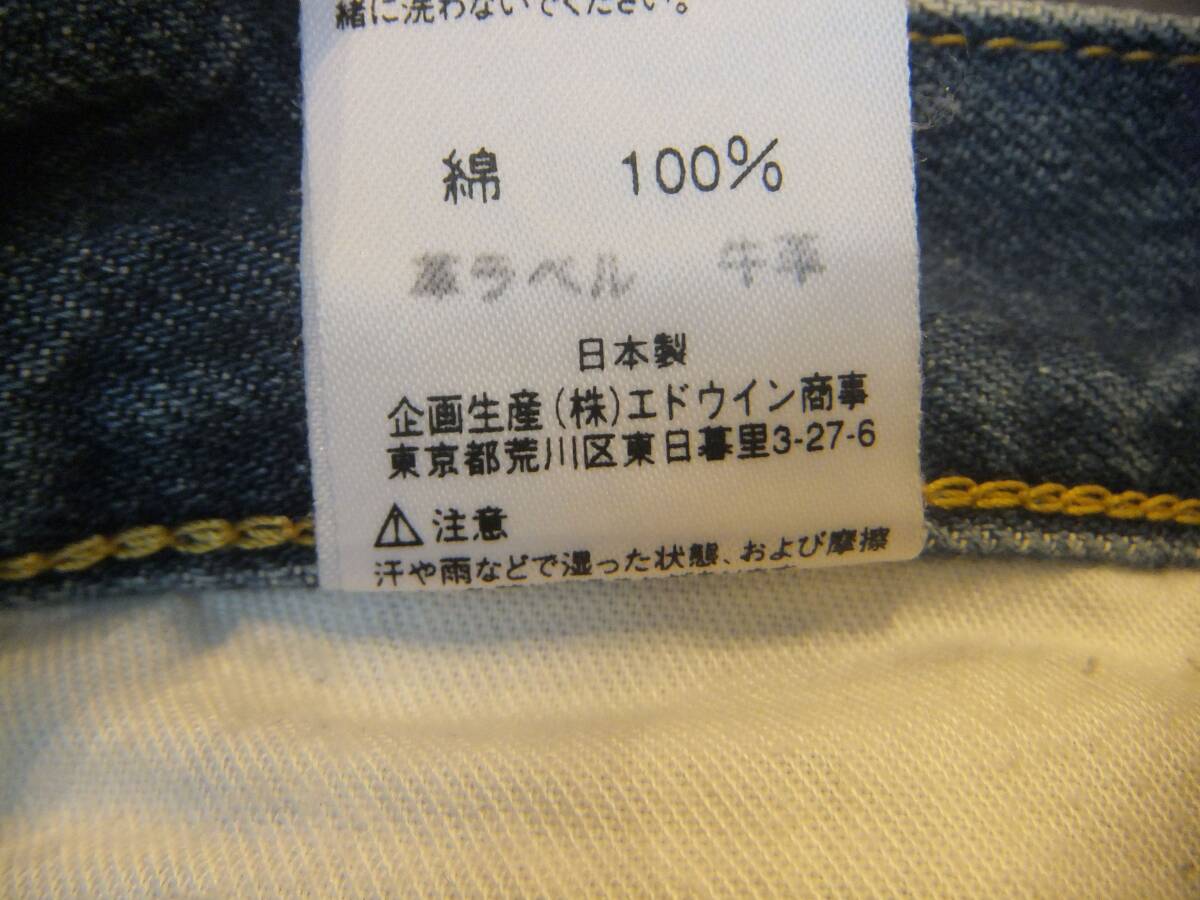 緒に洗わないでください。
綿 100%
革ラベル 牛革
日本製
企画生産(株)エドウイン商事
東京都荒川区東日暮里3-27-6
⚠注意
汗や雨などで湿った状態、および摩擦